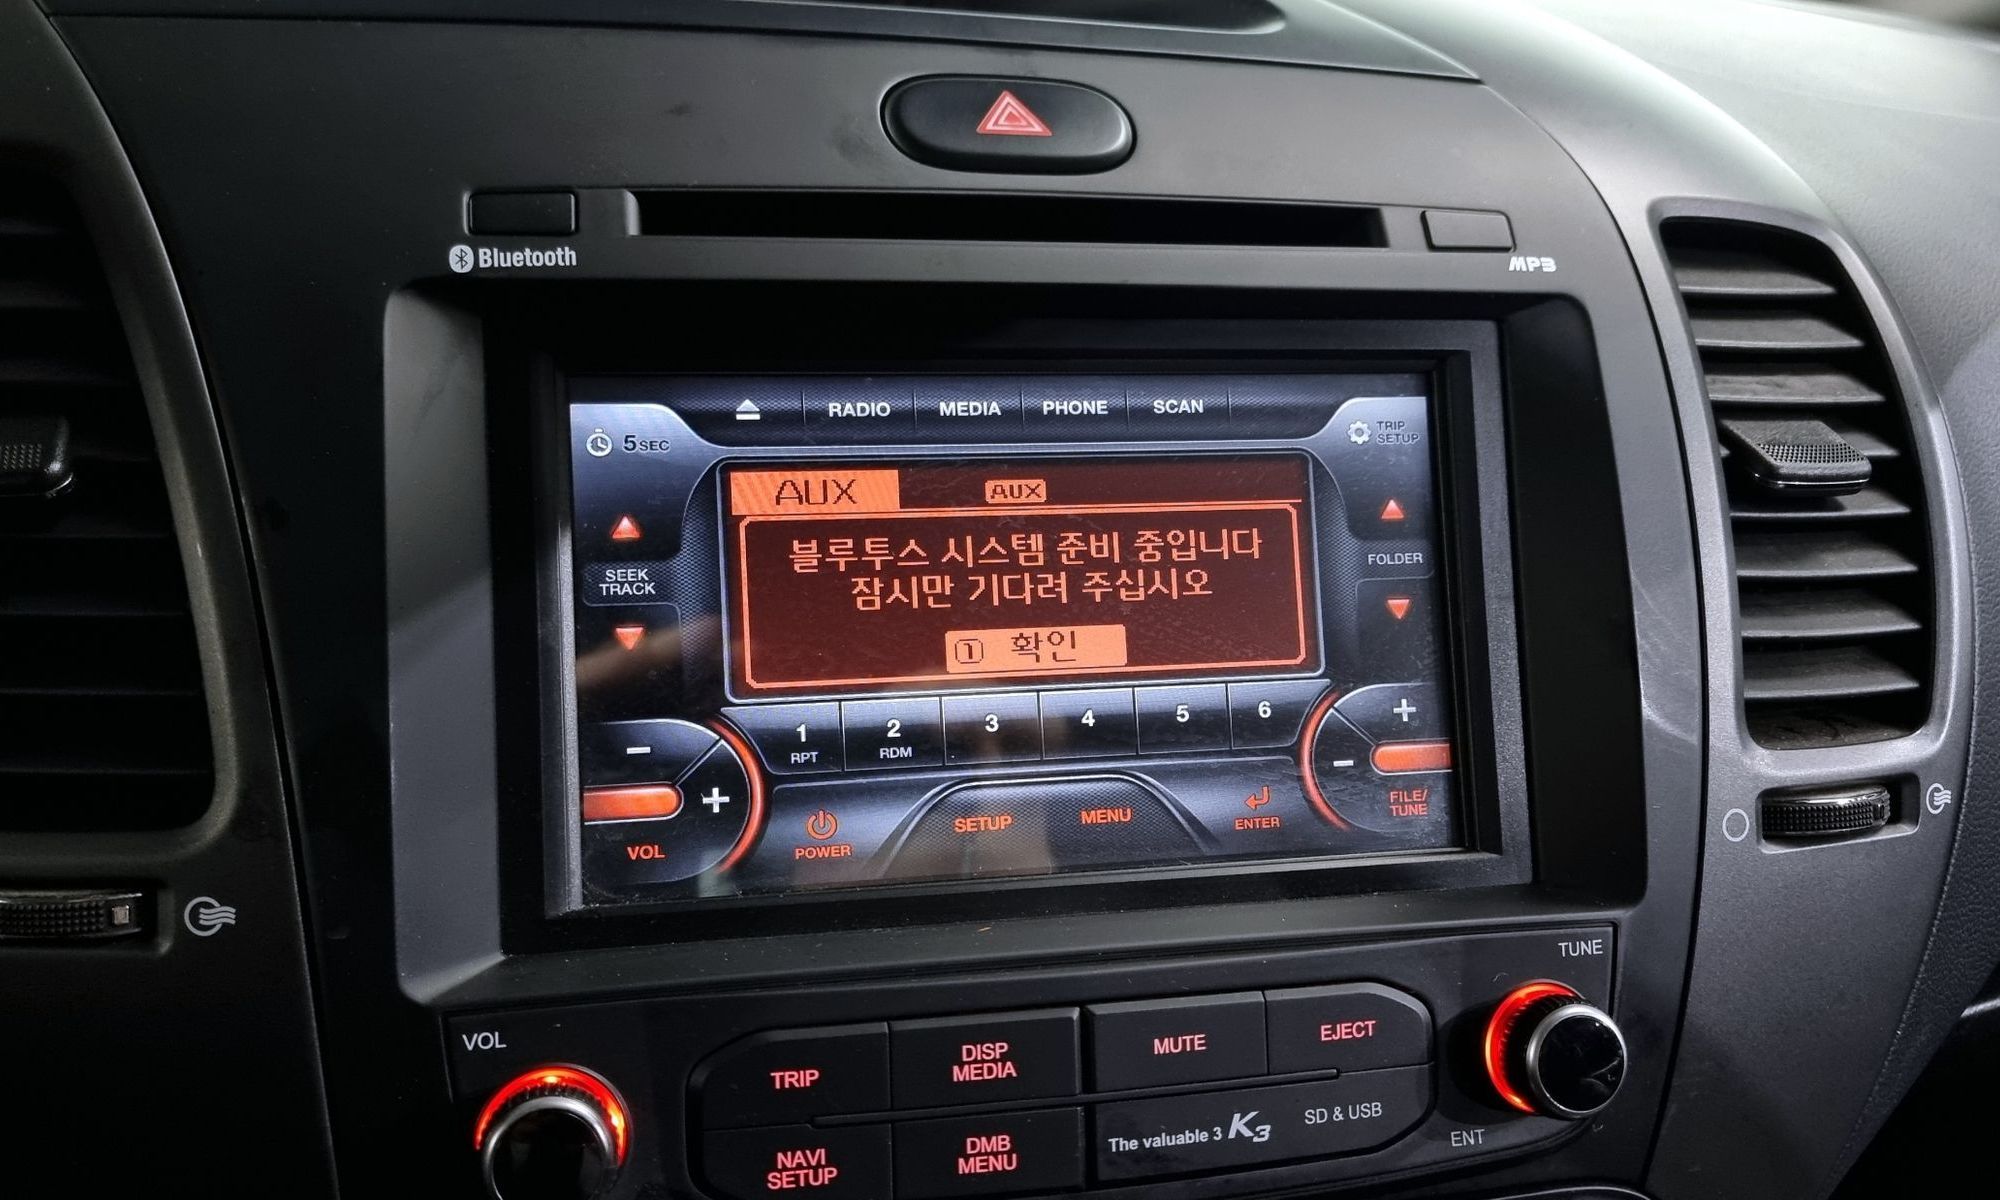 Bluetooth
MP3
RADIO
MEDIA
PHONE
SCAN
5 SEC
TRIP
SETUP
AUX
AUX
블루투스 시스템 준비 중입니다
잠시만 기다려 주십시오
1 확인
SEEK
TRACK
FOLDER
1
RPT
2
RDM
3
4
5
6
−
+
VOL
POWER
SETUP
MENU
ENTER
+
−
FILE/
TUNE
VOL
TUNE
TRIP
DISP
MEDIA
MUTE
EJECT
NAVI
SETUP
DMB
MENU
The valuable 3 K3
SD & USB
ENT